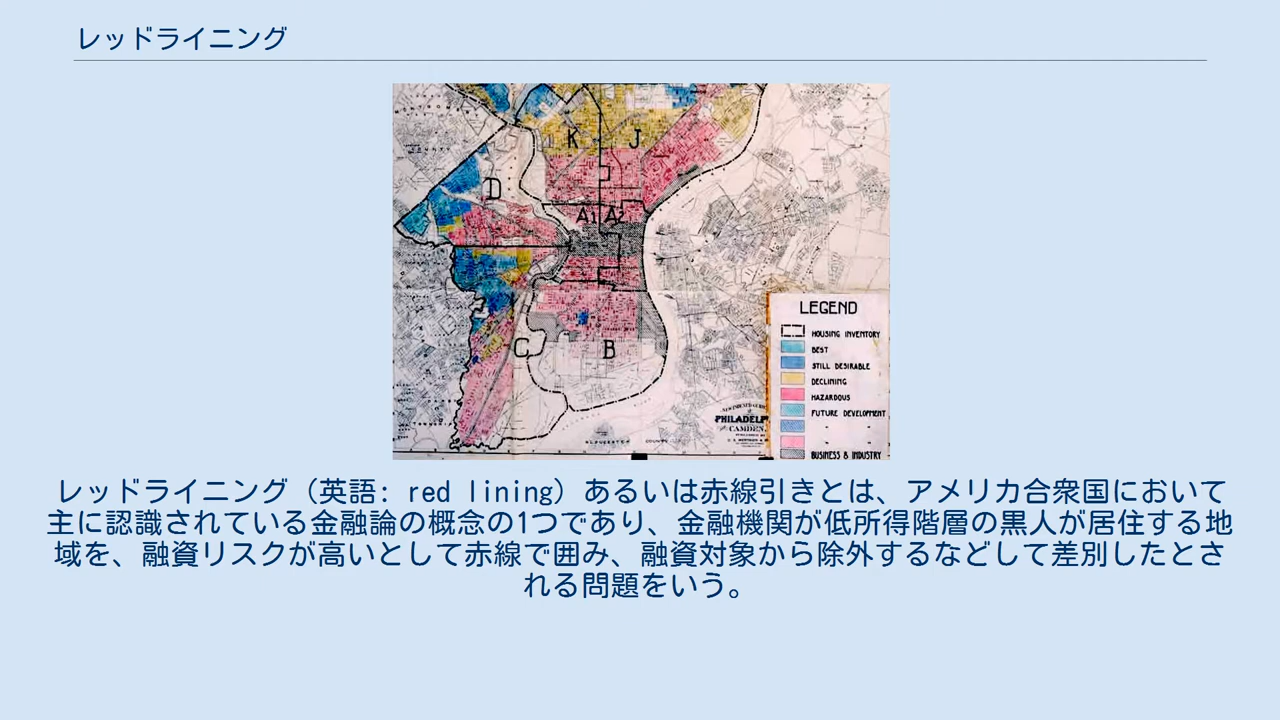 レッドライニング
K
J
D
A1 A2
C
B
LEGEND
HOUSING INVENTORY
BEST
STILL DESIRABLE
DECLINING
HAZARDOUS
FUTURE DEVELOPMENT
" "
" "
BUSINESS & INDUSTRY
PHILADELP
CAMDEN
GLOUCESTER COUNTY
レッドライニング（英語: red lining）あるいは赤線引きとは、アメリカ合衆国において
主に認識されている金融論の概念の1つであり、金融機関が低所得階層の黒人が居住する地
域を、融資リスクが高いとして赤線で囲み、融資対象から除外するなどして差別したとさ
れる問題をいう。